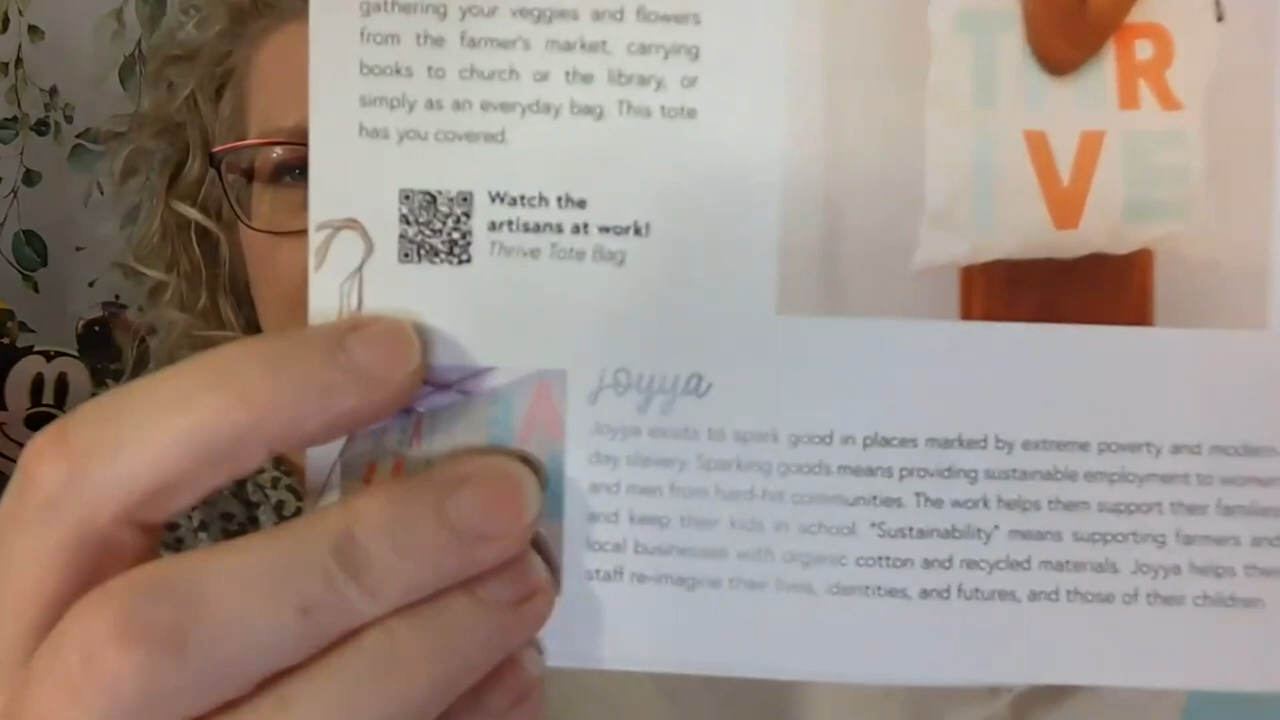 gathering your veggies and flowers
from the farmer's market, carrying
books to church or the library, or
simply as an everyday bag. This tote
has you covered.
THR
IVE
Watch the
artisans at work!
Thrive Tote Bag
joyya
Joyya exists to spark good in places marked by extreme poverty and modern
day slavery. Sparking goods means providing sustainable employment to women
and men from hard-hit communities. The work helps them support their families
and keep their kids in school. "Sustainability" means supporting farmers and
local businesses with organic cotton and recycled materials. Joyya helps their
staff re-imagine their lives, identities, and futures, and those of their children.